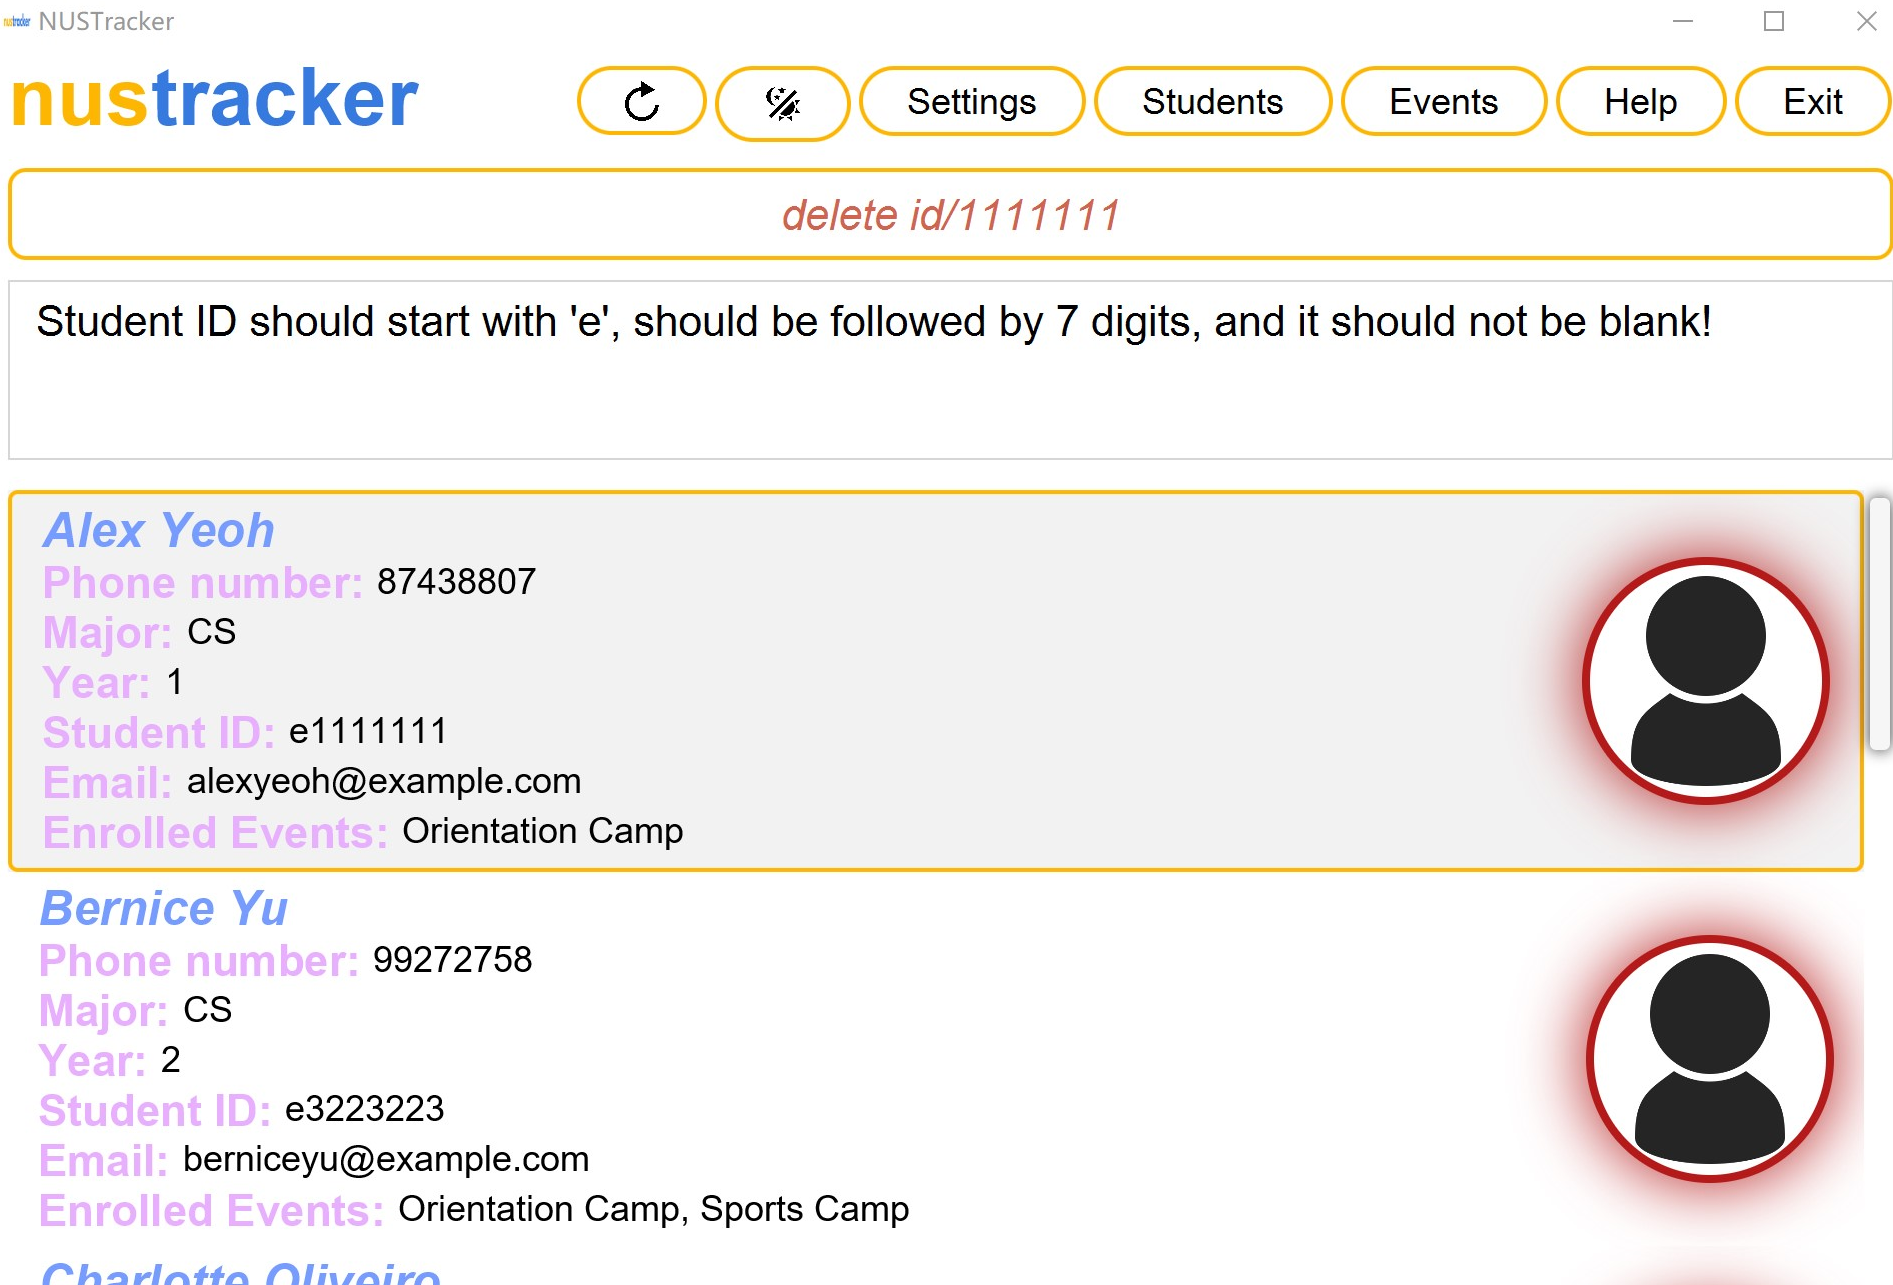 nustracker NUSTracker
nustracker
Settings
Students
Events
Help
Exit
delete id/1111111
Student ID should start with 'e', should be followed by 7 digits, and it should not be blank!
Alex Yeoh
Phone number: 87438807
Major: CS
Year: 1
Student ID: e1111111
Email: alexyeoh@example.com
Enrolled Events: Orientation Camp
Bernice Yu
Phone number: 99272758
Major: CS
Year: 2
Student ID: e3223223
Email: berniceyu@example.com
Enrolled Events: Orientation Camp, Sports Camp
Charlotte Oliveiro